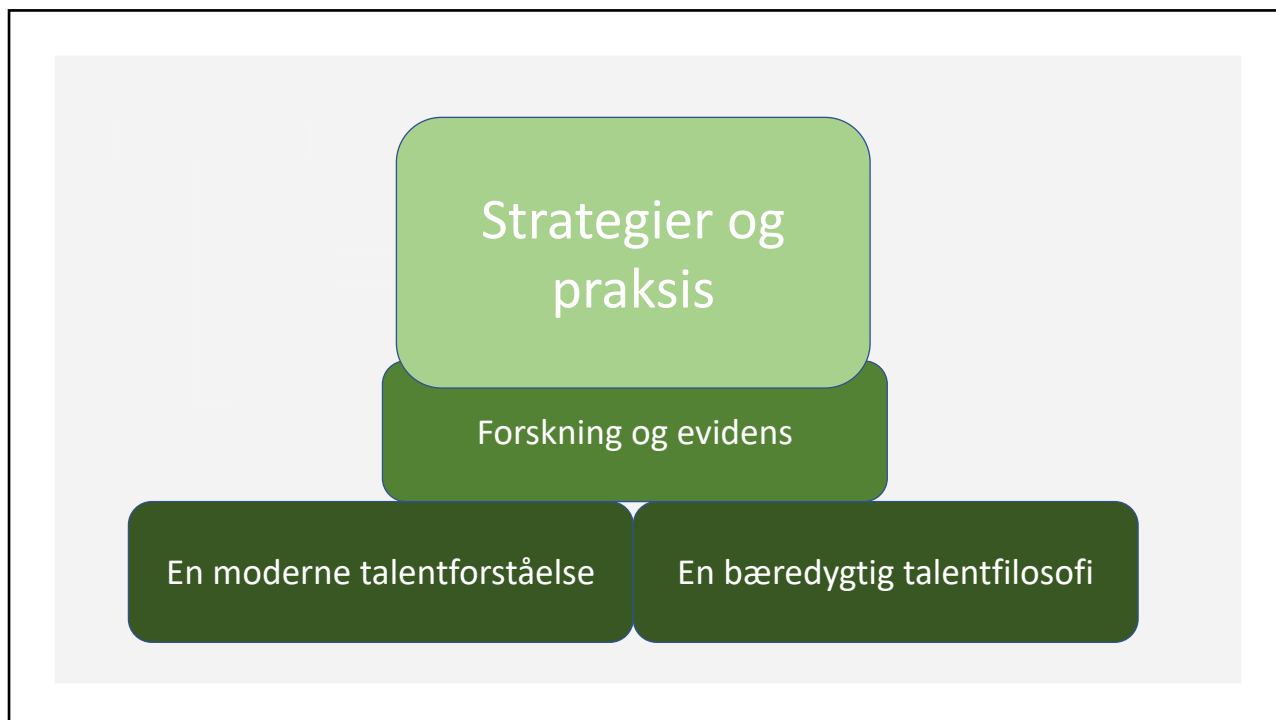 Strategier og
praksis
Forskning og evidens
En moderne talentforståelse
En bæredygtig talentfilosofi